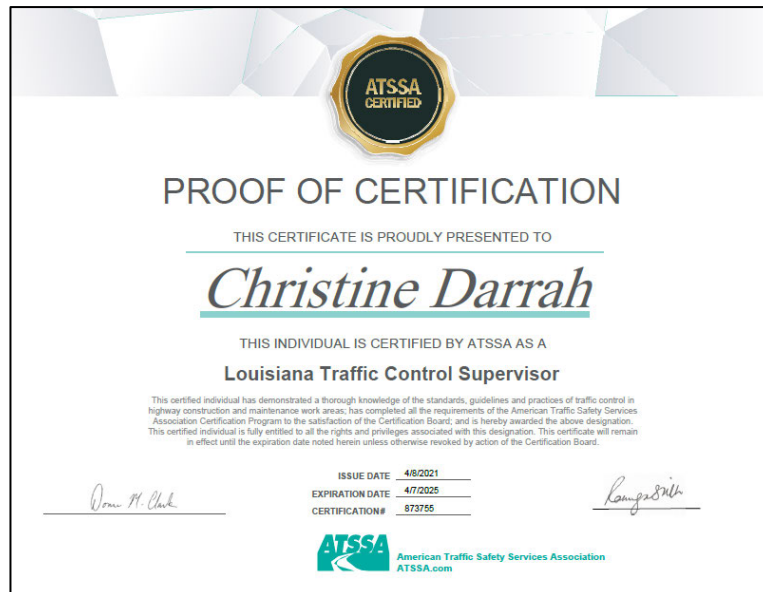 ATSSA
CERTIFIED
PROOF OF CERTIFICATION
THIS CERTIFICATE IS PROUDLY PRESENTED TO
Christine Darrah
THIS INDIVIDUAL IS CERTIFIED BY ATSSA AS A
Louisiana Traffic Control Supervisor
This certified individual has demonstrated a thorough knowledge of the standards, guidelines and practices of traffic control in
highway construction and maintenance work areas; has completed all the requirements of the American Traffic Safety Services
Association Certification Program to the satisfaction of the Certification Board; and is hereby awarded the above designation.
This certified individual is fully entitled to all the rights and privileges associated with this designation. This certificate will remain
in effect until the expiration date noted herein unless otherwise revoked by action of the Certification Board.
ISSUE DATE 4/8/2021
EXPIRATION DATE 4/7/2025
CERTIFICATION# 873755
Donna M. Clark
ATSSA
American Traffic Safety Services Association
ATSSA.com